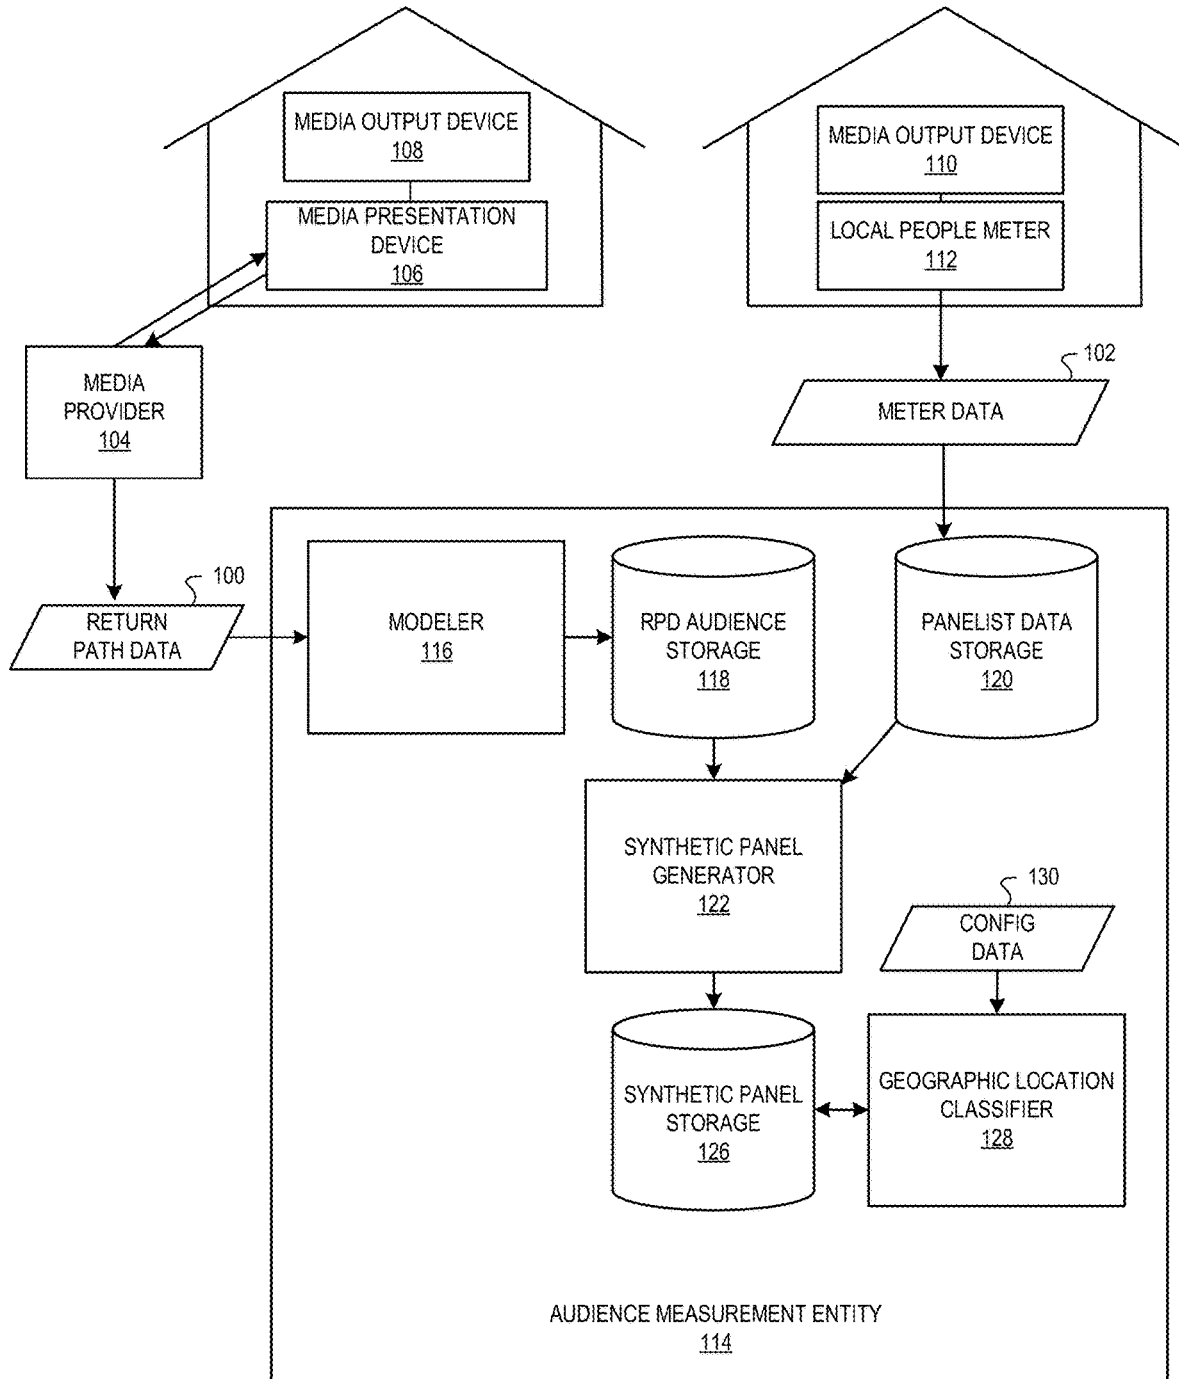 MEDIA OUTPUT DEVICE
108
MEDIA PRESENTATION
DEVICE
106
MEDIA OUTPUT DEVICE
110
LOCAL PEOPLE METER
112
MEDIA
PROVIDER
104
102
METER DATA
100
RETURN
PATH DATA
MODELER
116
RPD AUDIENCE
STORAGE
118
PANELIST DATA
STORAGE
120
SYNTHETIC PANEL
GENERATOR
122
130
CONFIG
DATA
SYNTHETIC PANEL
STORAGE
126
GEOGRAPHIC LOCATION
CLASSIFIER
128
AUDIENCE MEASUREMENT ENTITY
114